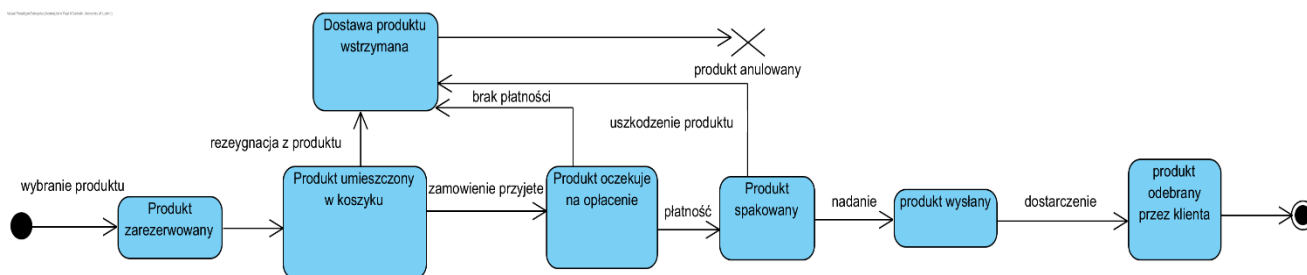 Dostawa produktu
wstrzymana
produkt anulowany
brak płatności
uszkodzenie produktu
rezeygnacja z produktu
wybranie produktu
Produkt
zarezerwowany
Produkt umieszczony
w koszyku
zamowienie przyjete
Produkt oczekuje
na opłacenie
płatność
Produkt
spakowany
nadanie
produkt wysłany
dostarczenie
produkt
odebrany
przez klienta